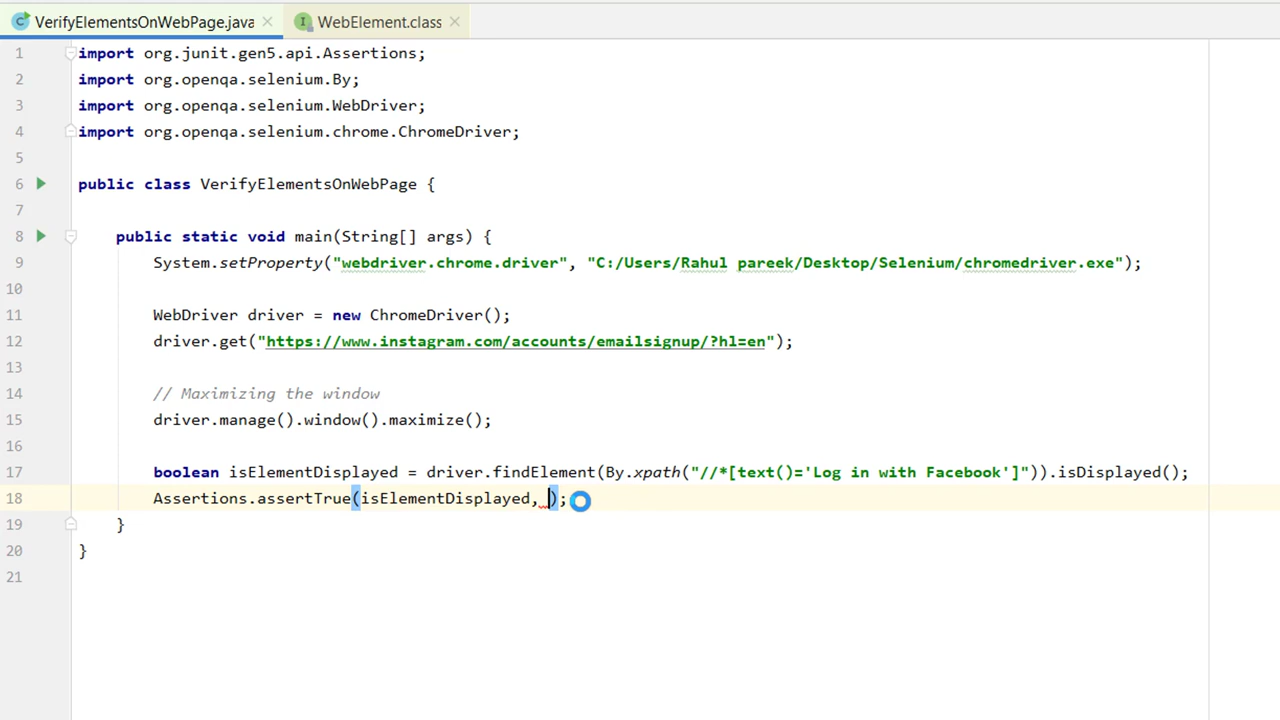 VerifyElementsOnWebPage.java
WebElement.class
1 import org.junit.gen5.api.Assertions;
2 import org.openqa.selenium.By;
3 import org.openqa.selenium.WebDriver;
4 import org.openqa.selenium.chrome.ChromeDriver;
5
6 public class VerifyElementsOnWebPage {
7
8 public static void main(String[] args) {
9 System.setProperty("webdriver.chrome.driver", "C:/Users/Rahul pareek/Desktop/Selenium/chromedriver.exe");
10
11 WebDriver driver = new ChromeDriver();
12 driver.get("https://www.instagram.com/accounts/emailsignup/?hl=en");
13
14 // Maximizing the window
15 driver.manage().window().maximize();
16
17 boolean isElementDisplayed = driver.findElement(By.xpath("//*[text()='Log in with Facebook']")).isDisplayed();
18 Assertions.assertTrue(isElementDisplayed, );
19 }
20 }
21